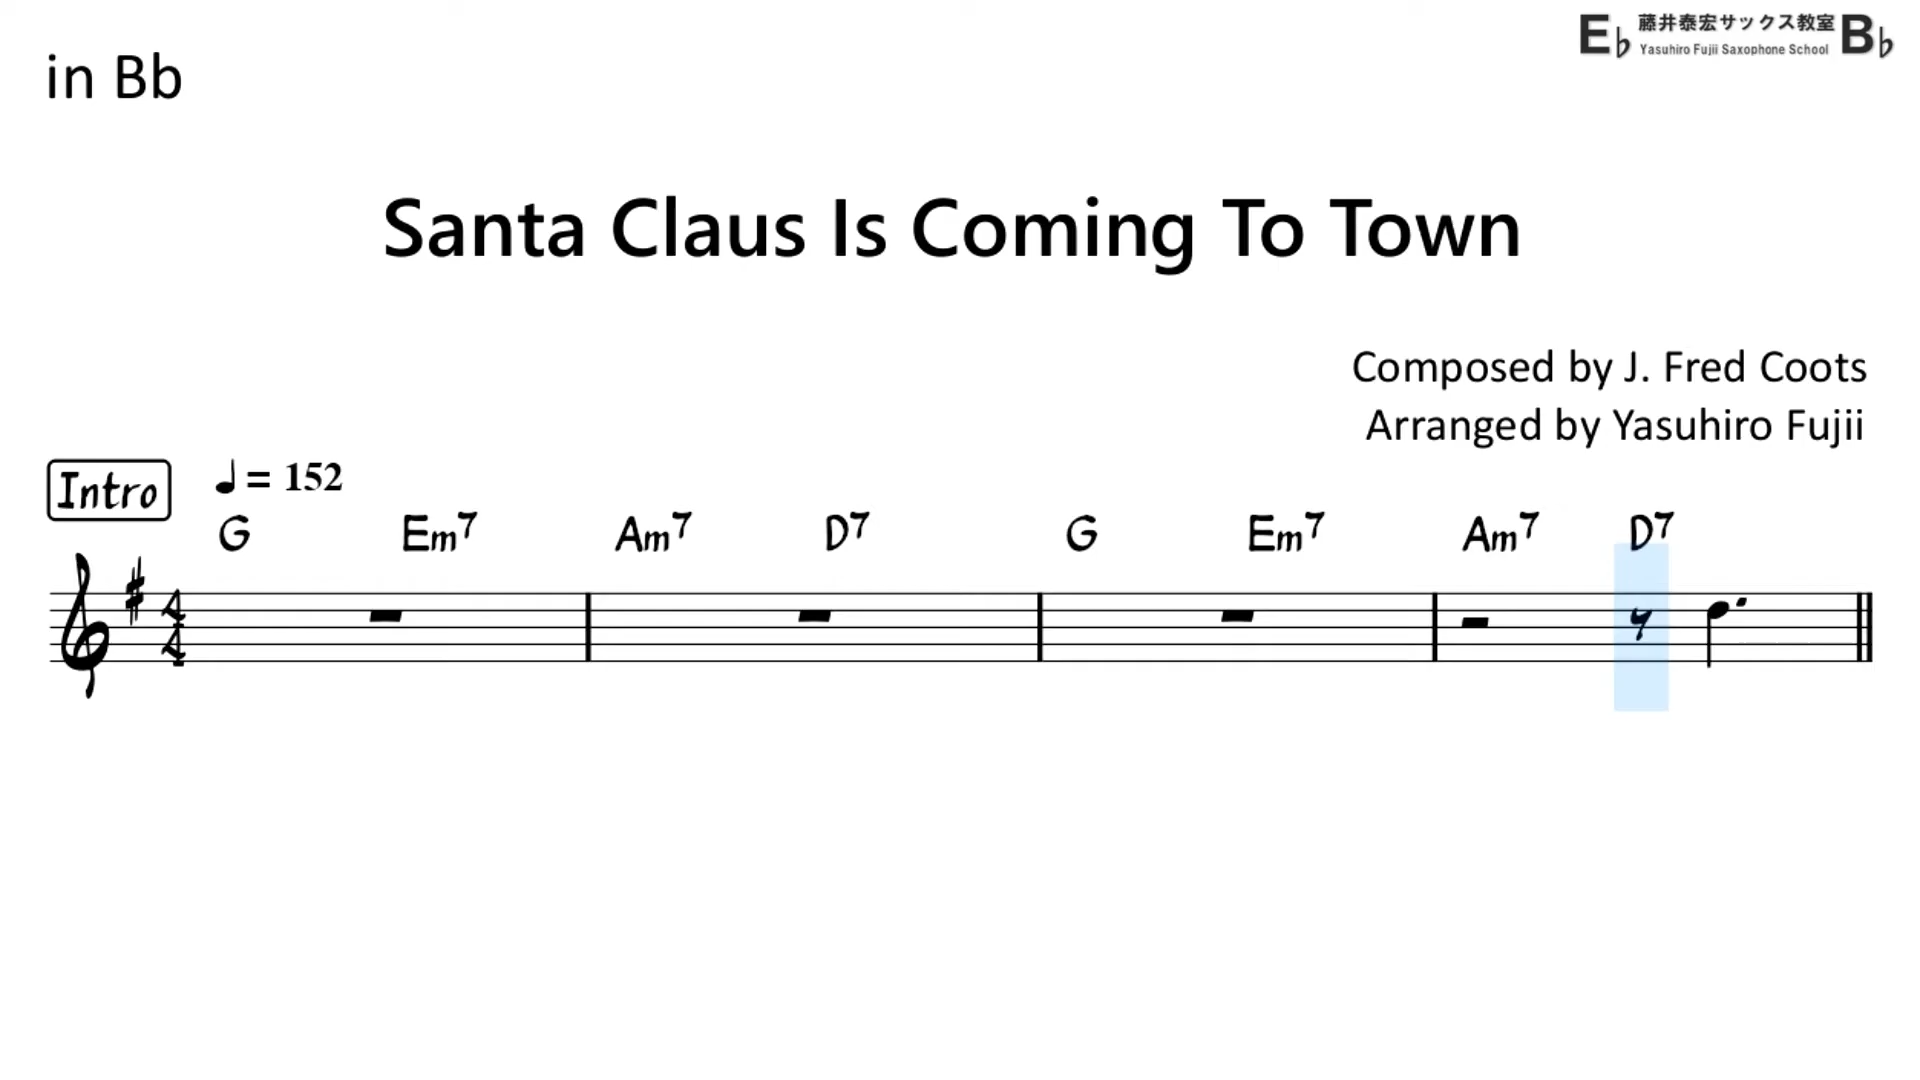 E♭ 藤井泰宏サックス教室 B♭
Yasuhiro Fujii Saxophone School
in Bb
Santa Claus Is Coming To Town
Composed by J. Fred Coots
Arranged by Yasuhiro Fujii
Intro ♩= 152
G Em7 Am7 D7 G Em7 Am7 D7
4
4